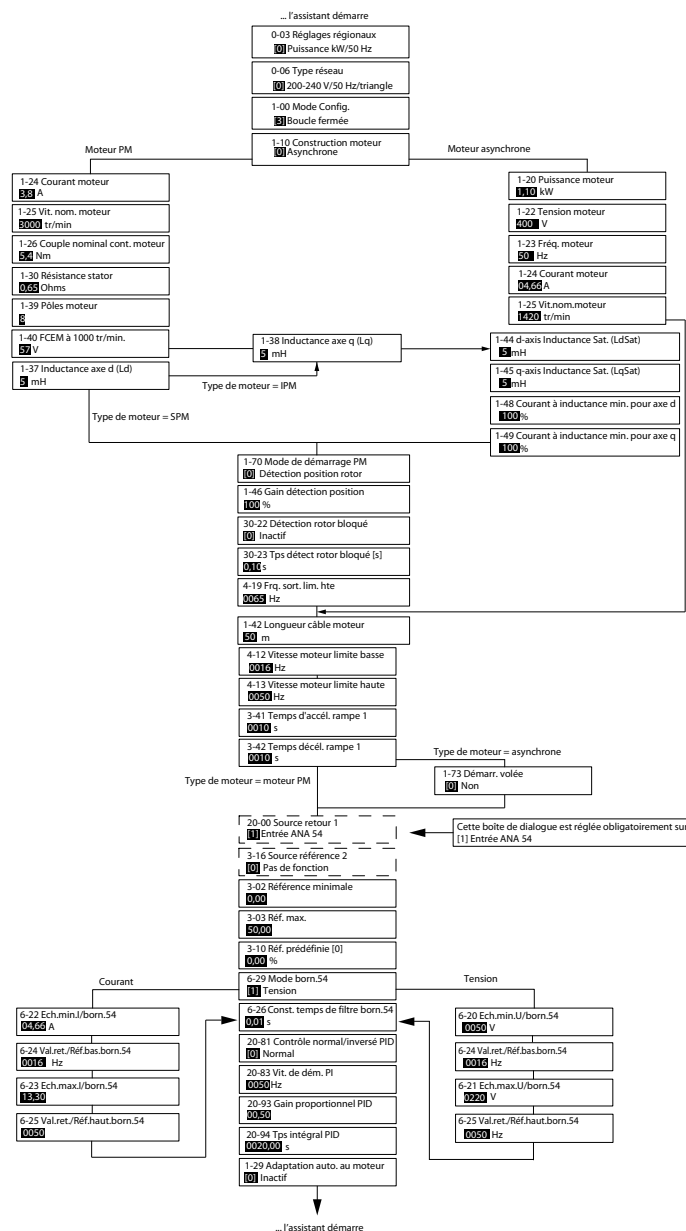 ... l'assistant démarre
0-03 Réglages régionaux
[0] Puissance kW/50 Hz
0-06 Type réseau
[0] 200-240 V/50 Hz/triangle
1-00 Mode Config.
[3] Boucle fermée
1-10 Construction moteur
[0] Asynchrone
Moteur PM
Moteur asynchrone
1-24 Courant moteur
3,8 A
1-25 Vit. nom. moteur
3000 tr/min
1-26 Couple nominal cont. moteur
5,4 Nm
1-30 Résistance stator
0,65 Ohms
1-39 Pôles moteur
8
1-40 FCEM à 1000 tr/min.
57 V
1-37 Inductance axe d (Ld)
5 mH
1-20 Puissance moteur
1,10 kW
1-22 Tension moteur
400 V
1-23 Fréq. moteur
50 Hz
1-24 Courant moteur
04,66 A
1-25 Vit.nom.moteur
1420 tr/min
1-38 Inductance axe q (Lq)
5 mH
Type de moteur = IPM
Type de moteur = SPM
1-44 d-axis Inductance Sat. (LdSat)
5 mH
1-45 q-axis Inductance Sat. (LqSat)
5 mH
1-48 Courant à inductance min. pour axe d
100 %
1-49 Courant à inductance min. pour axe q
100 %
1-70 Mode de démarrage PM
[0] Détection position rotor
1-46 Gain détection position
100 %
30-22 Détection rotor bloqué
[0] Inactif
30-23 Tps détect rotor bloqué [s]
0,10 s
4-19 Frq. sort. lim. hte
0065 Hz
1-42 Longueur câble moteur
50 m
4-12 Vitesse moteur limite basse
0016 Hz
4-13 Vitesse moteur limite haute
0050 Hz
3-41 Temps d'accél. rampe 1
0010 s
3-42 Temps décél. rampe 1
0010 s
Type de moteur = asynchrone
Type de moteur = moteur PM
1-73 Démarr. volée
[0] Non
20-00 Source retour 1
[1] Entrée ANA 54
Cette boîte de dialogue est réglée obligatoirement sur
[1] Entrée ANA 54
3-16 Source référence 2
[0] Pas de fonction
3-02 Référence minimale
0,00
3-03 Réf. max.
50,00
3-10 Réf. prédéfinie [0]
0,00 %
Courant
6-29 Mode born.54
[1] Tension
Tension
6-22 Ech.min.I/born.54
04,66 A
6-24 Val.ret./Réf.bas.born.54
0016 Hz
6-23 Ech.max.I/born.54
13,30
6-25 Val.ret./Réf.haut.born.54
0050
6-26 Const. temps de filtre born.54
0,01 s
20-81 Contrôle normal/inversé PID
[0] Normal
20-83 Vit. de dém. PI
0050 Hz
20-93 Gain proportionnel PID
00,50
20-94 Tps intégral PID
0020,00 s
1-29 Adaptation auto. au moteur
[0] Inactif
6-20 Ech.min.U/born.54
0050 V
6-24 Val.ret./Réf.bas.born.54
0016 Hz
6-21 Ech.max.U/born.54
0220 V
6-25 Val.ret./Réf.haut.born.54
0050 Hz
... l'assistant démarre